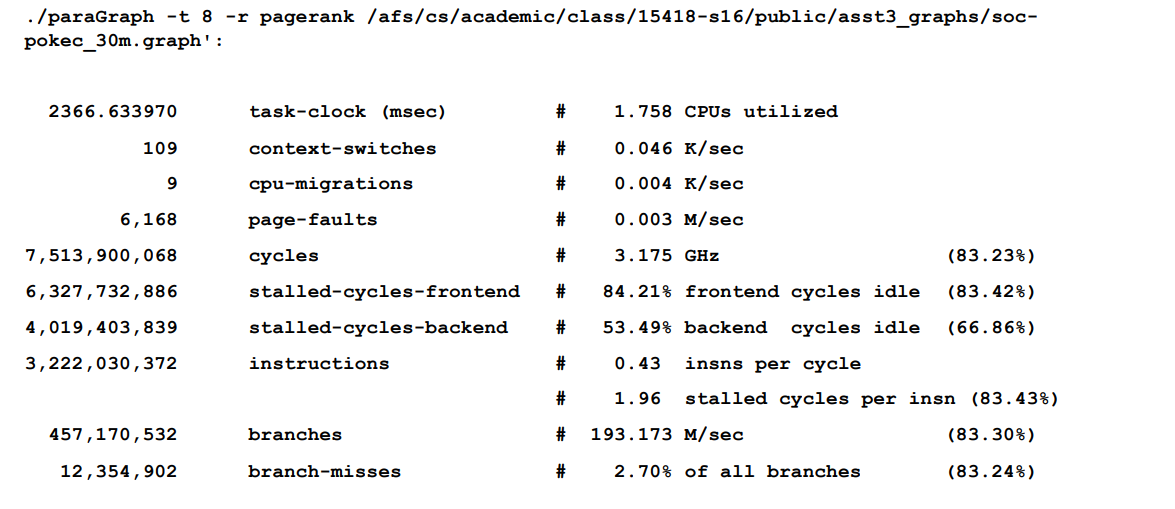 ./paraGraph -t 8 -r pagerank /afs/cs/academic/class/15418-s16/public/asst3_graphs/soc-
pokec_30m.graph':
2366.633970 task-clock (msec) # 1.758 CPUs utilized
109 context-switches # 0.046 K/sec
9 cpu-migrations # 0.004 K/sec
6,168 page-faults # 0.003 M/sec
7,513,900,068 cycles # 3.175 GHz (83.23%)
6,327,732,886 stalled-cycles-frontend # 84.21% frontend cycles idle (83.42%)
4,019,403,839 stalled-cycles-backend # 53.49% backend cycles idle (66.86%)
3,222,030,372 instructions # 0.43 insns per cycle
# 1.96 stalled cycles per insn (83.43%)
457,170,532 branches # 193.173 M/sec (83.30%)
12,354,902 branch-misses # 2.70% of all branches (83.24%)